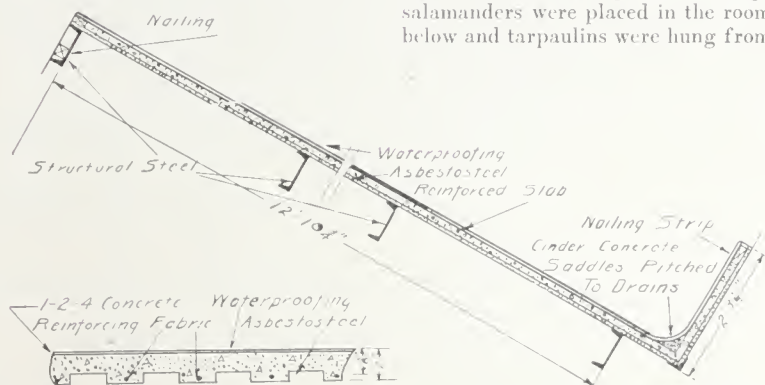 salamanders were placed in the room
below and tarpaulins were hung from
Nailing
Waterproofing
Asbestosteel
Reinforced Slab
Structural Steel
12'-10¼"
Nailing Strip
Cinder Concrete
Saddles Pitched
To Drains
1-2-4 Concrete
Waterproofing
Reinforcing Fabric
Asbestosteel